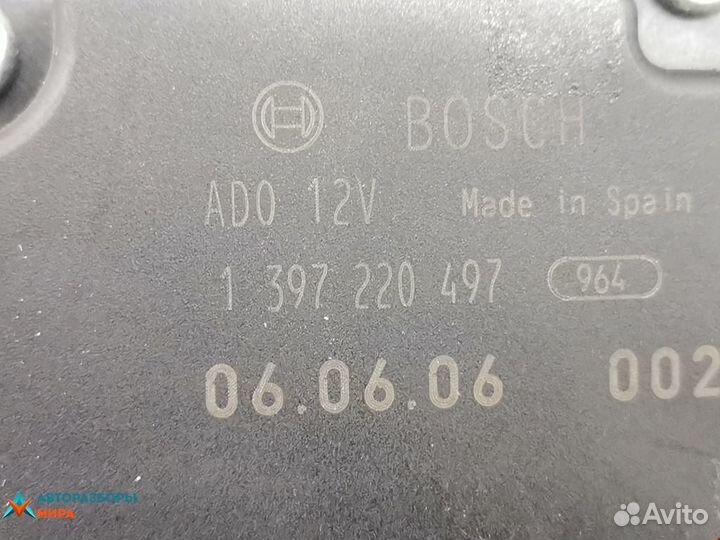 BOSCH
ADO 12V Made in Spain
1 397 220 497 964
06.06.06 002
АВТОРАЗБОРЫ
МИРА
Avito